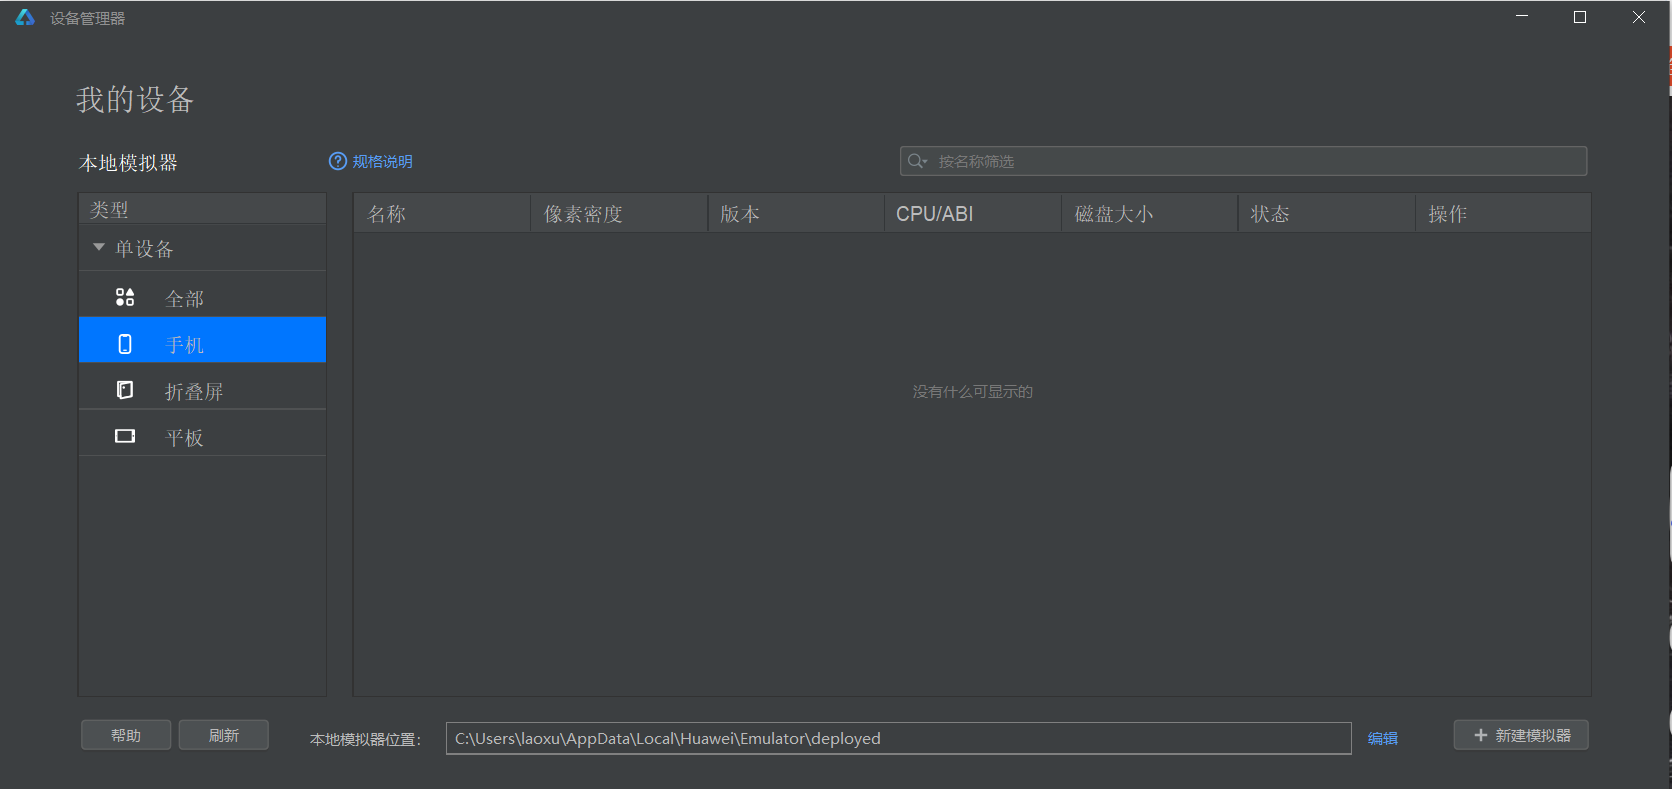 设备管理器
我的设备
本地模拟器
规格说明
按名称筛选
类型
单设备
全部
手机
折叠屏
平板
名称 像素密度 版本 CPU/ABI 磁盘大小 状态 操作
没有什么可显示的
帮助 刷新 本地模拟器位置： C:\Users\laoxu\AppData\Local\Huawei\Emulator\deployed 编辑 新建模拟器